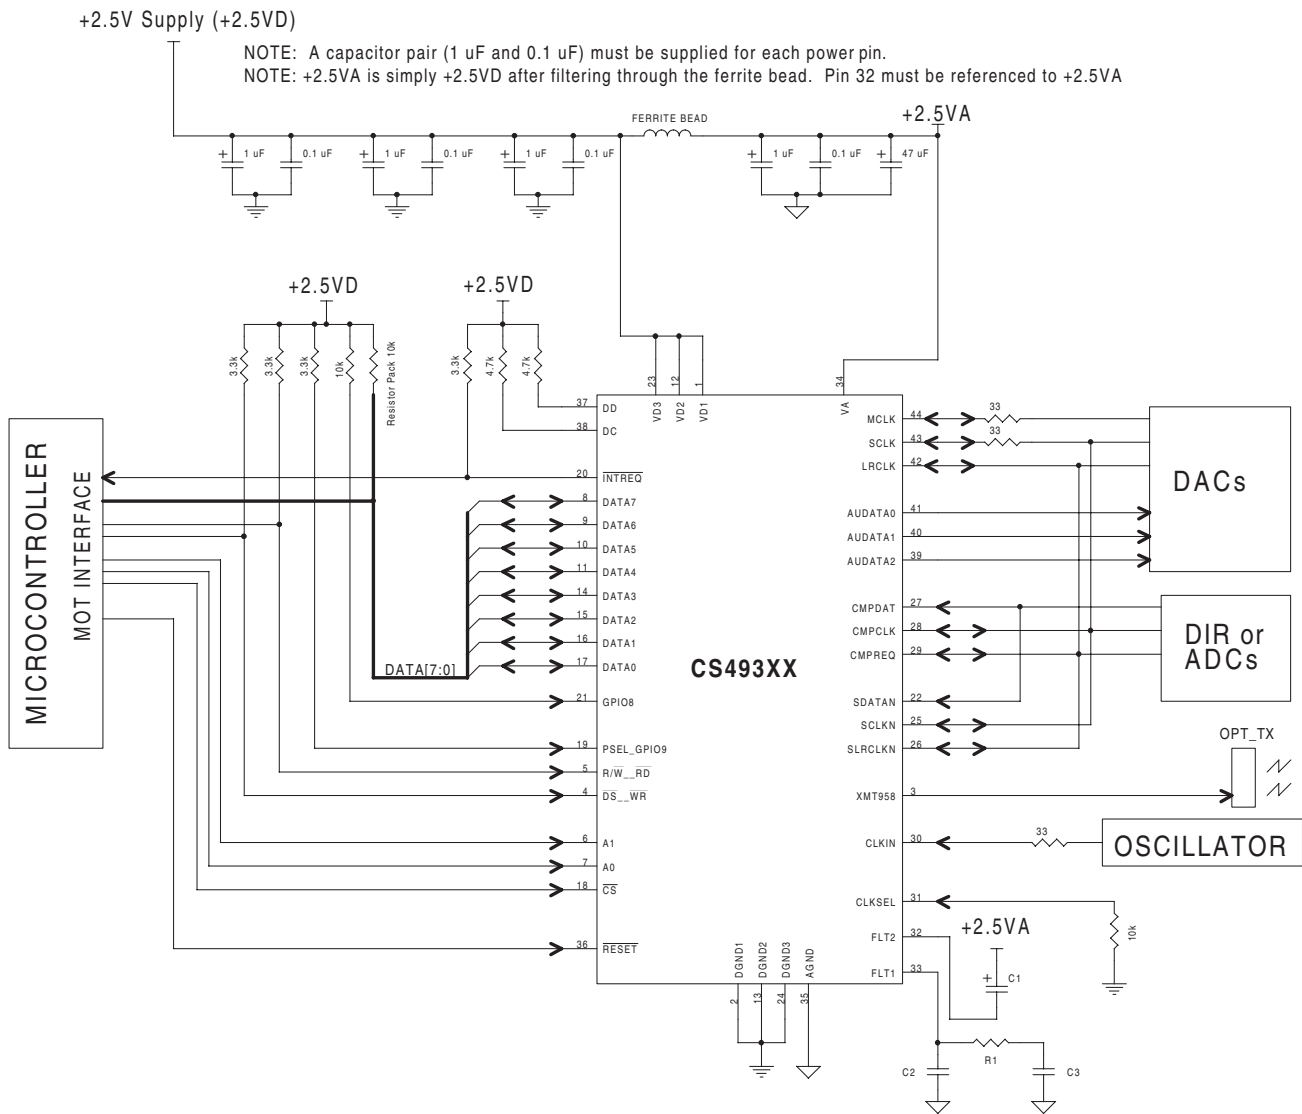 +2.5V Supply (+2.5VD)
NOTE: A capacitor pair (1 uF and 0.1 uF) must be supplied for each power pin.
NOTE: +2.5VA is simply +2.5VD after filtering through the ferrite bead. Pin 32 must be referenced to +2.5VA
FERRITE BEAD
+2.5VA
+ 1 uF
0.1 uF
+ 1 uF
0.1 uF
+ 1 uF
0.1 uF
+ 1 uF
0.1 uF
+ 47 uF
+2.5VD
+2.5VD
3.3k
3.3k
3.3k
10k
Resistor Pack 10k
3.3k
4.7k
4.7k
23
12
1
34
VD3
VD2
VD1
VA
MICROCONTROLLER
MOT INTERFACE
37 DD
38 DC
20 INTREQ
8 DATA7
9 DATA6
10 DATA5
11 DATA4
14 DATA3
15 DATA2
16 DATA1
17 DATA0
DATA[7:0]
21 GPIO8
19 PSEL_GPIO9
5 R/W__RD
4 DS__WR
6 A1
7 A0
18 CS
36 RESET
CS493XX
MCLK 44
33
SCLK 43
33
LRCLK 42
AUDATA0 41
AUDATA1 40
AUDATA2 39
DACs
CMPDAT 27
CMPCLK 28
CMPREQ 29
DIR or
ADCs
SDATAN 22
SCLKN 25
SLRCLKN 26
OPT_TX
XMT958 3
CLKIN 30
33
OSCILLATOR
CLKSEL 31
10k
FLT2 32
+2.5VA
FLT1 33
+ C1
DGND1
DGND2
DGND3
AGND
2
13
24
35
C2
R1
C3